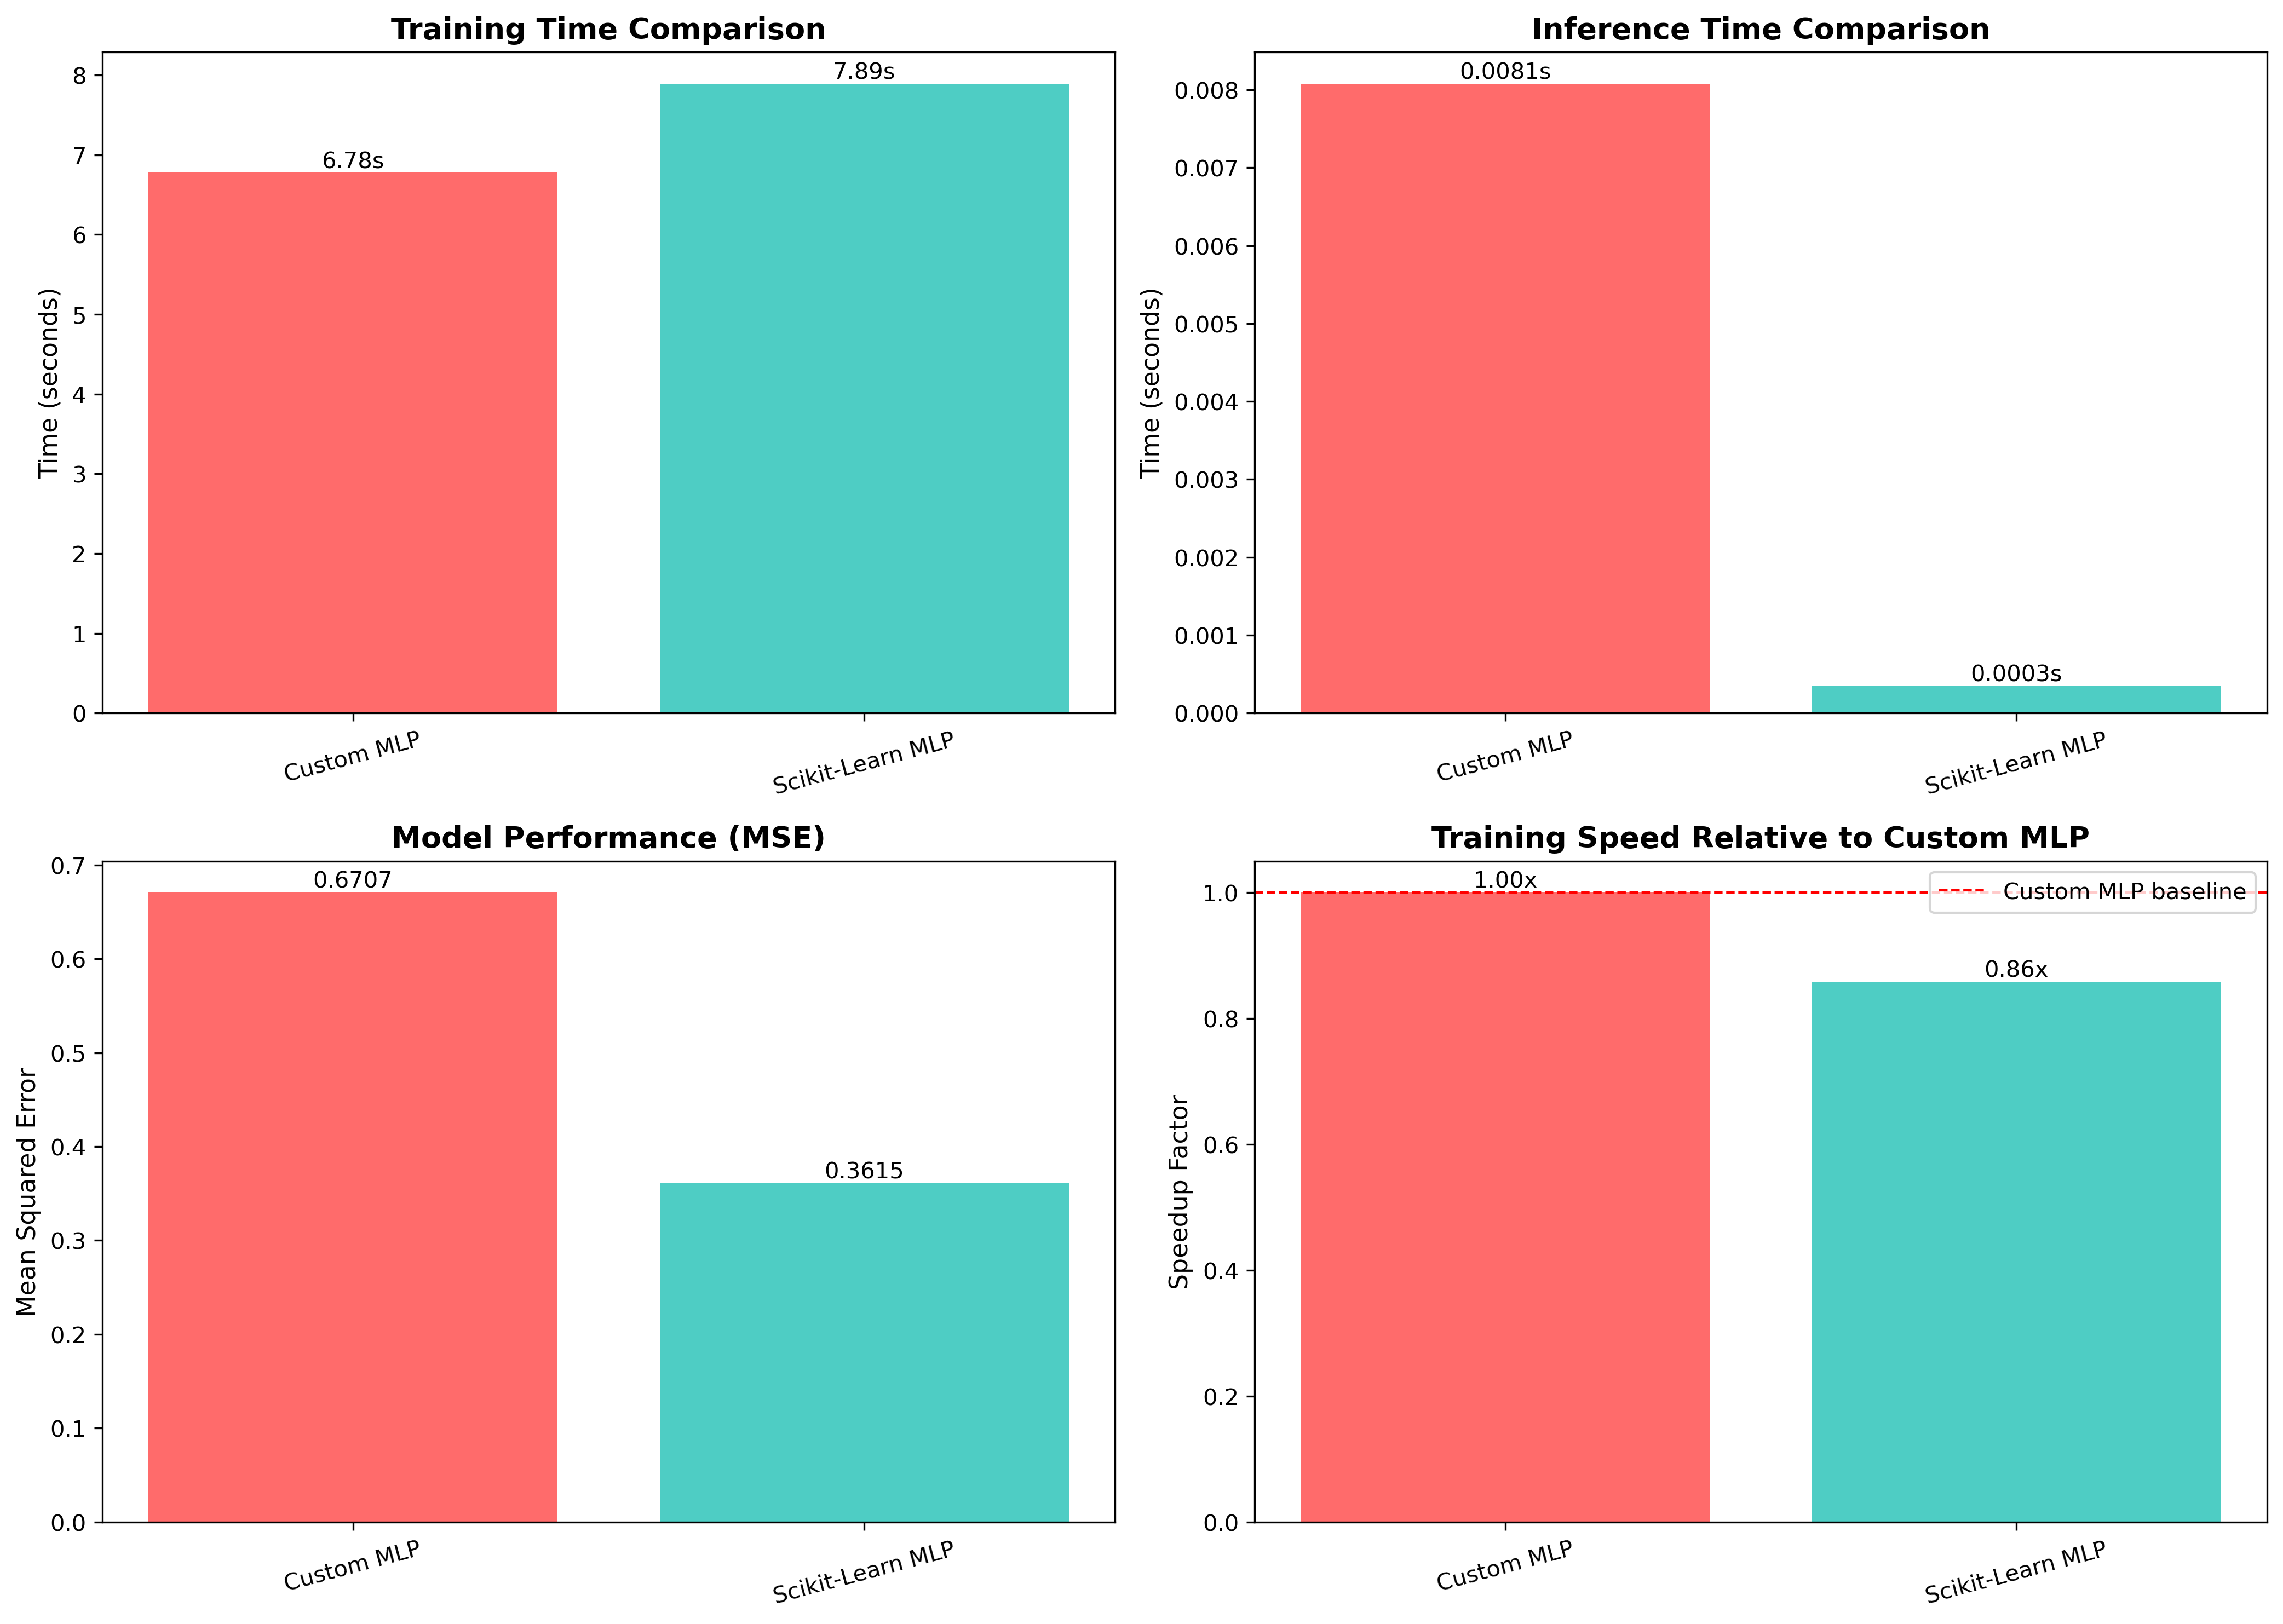 Training Time Comparison
8
7
6
5
4
3
2
1
0
Time (seconds)
6.78s
7.89s
Custom MLP
Scikit-Learn MLP
Inference Time Comparison
0.008
0.007
0.006
0.005
0.004
0.003
0.002
0.001
0.000
Time (seconds)
0.0081s
0.0003s
Custom MLP
Scikit-Learn MLP
Model Performance (MSE)
0.7
0.6
0.5
0.4
0.3
0.2
0.1
0.0
Mean Squared Error
0.6707
0.3615
Custom MLP
Scikit-Learn MLP
Training Speed Relative to Custom MLP
1.0
0.8
0.6
0.4
0.2
0.0
Speedup Factor
1.00x
0.86x
Custom MLP baseline
Custom MLP
Scikit-Learn MLP